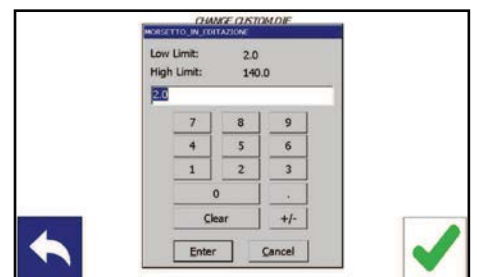 CHANGE CUSTOM DIE
MORSETTO_IN_EDITAZIONE
Low Limit: 2.0
High Limit: 140.0
2.0
7 8 9
4 5 6
1 2 3
0 .
Clear +/-
Enter Cancel